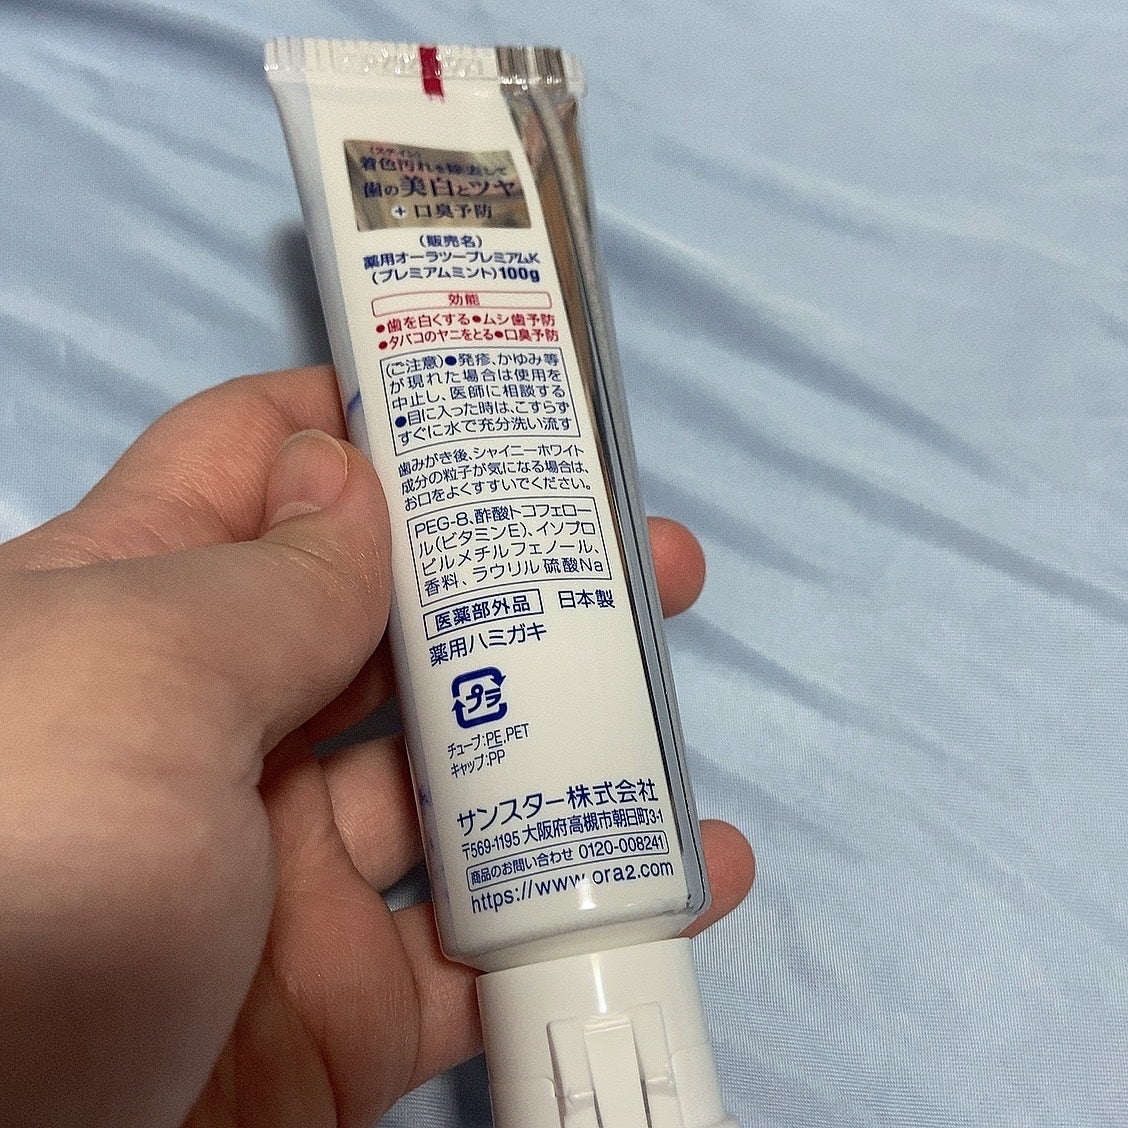 (ステイン)
着色汚れを除去して
歯の美白とツヤ
+ 口臭予防
(販売名)
薬用オーラツープレミアムK
(プレミアムミント)100g
効能
●歯を白くする●ムシ歯予防
●タバコのヤニをとる●口臭予防
(ご注意)●発疹、かゆみ等
が現れた場合は使用を
中止し、医師に相談する
●目に入った時は、こすらず
すぐに水で充分洗い流す
歯みがき後、シャイニーホワイト
成分の粒子が気になる場合は、
お口をよくすすいでください。
PEG-8、酢酸トコフェロー
ル(ビタミンE)、イソプロ
ピルメチルフェノール、
香料、ラウリル硫酸Na
医薬部外品 日本製
薬用ハミガキ
プラ
チューブ:PE,PET
キャップ:PP
サンスター株式会社
〒569-1195 大阪府高槻市朝日町3-1
商品のお問い合わせ 0120-008241
https://www.ora2.com